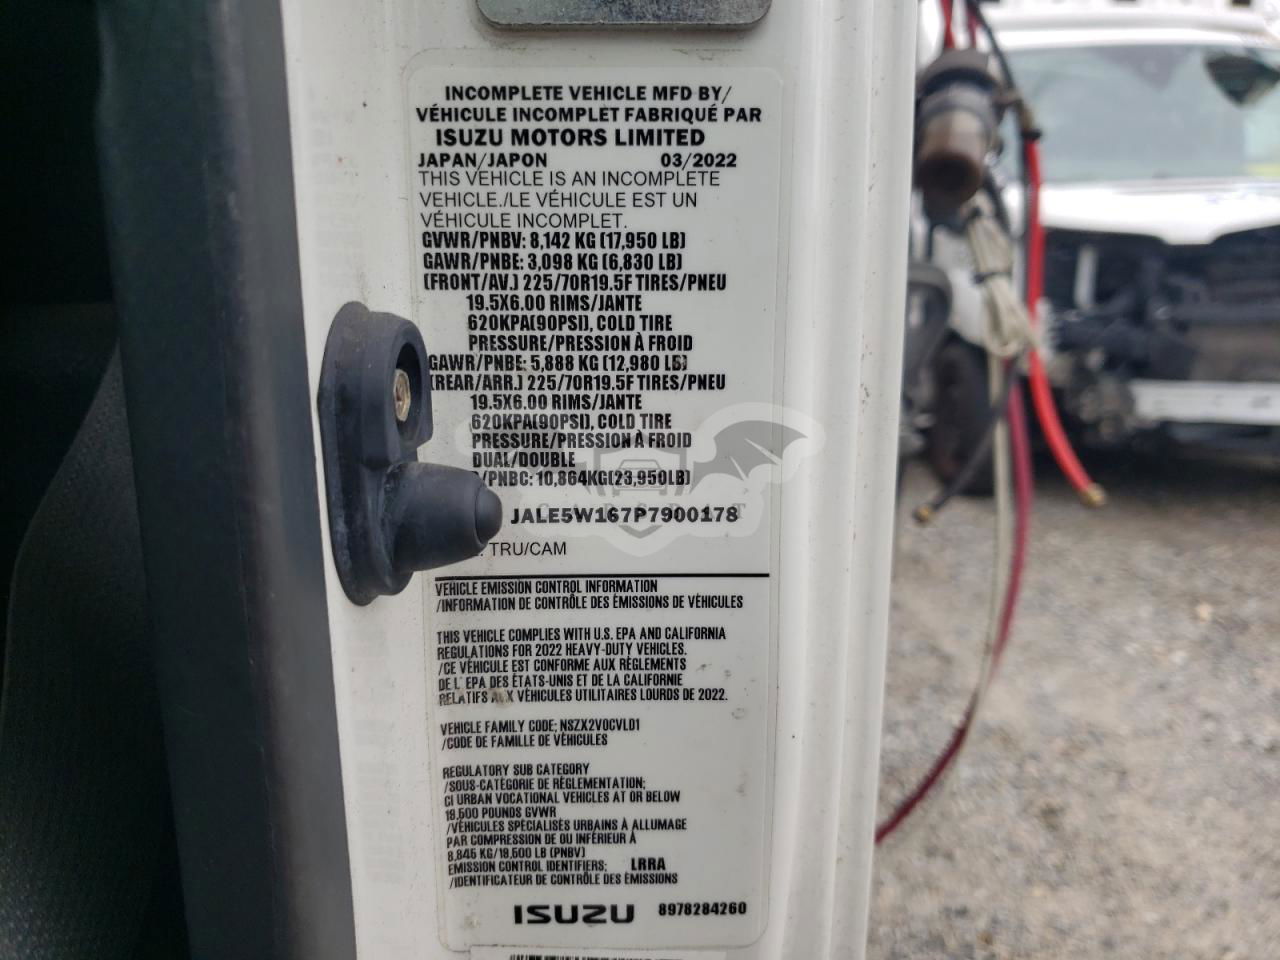 INCOMPLETE VEHICLE MFD BY/
VÉHICULE INCOMPLET FABRIQUÉ PAR
ISUZU MOTORS LIMITED
JAPAN/JAPON 03/2022
THIS VEHICLE IS AN INCOMPLETE
VEHICLE./LE VÉHICULE EST UN
VÉHICULE INCOMPLET.
GVWR/PNBV: 8,142 KG (17,950 LB)
GAWR/PNBE: 3,098 KG (6,830 LB)
(FRONT/AV.) 225/70R19.5F TIRES/PNEU
19.5X6.00 RIMS/JANTE
620KPA(90PSI), COLD TIRE
PRESSURE/PRESSION À FROID
GAWR/PNBE: 5,888 KG (12,980 LB)
(REAR/ARR.) 225/70R19.5F TIRES/PNEU
19.5X6.00 RIMS/JANTE
620KPA(90PSI), COLD TIRE
PRESSURE/PRESSION À FROID
DUAL/DOUBLE
/PNBC: 10,864KG(23,950LB)
JALE5W167P7900178
TRU/CAM
VEHICLE EMISSION CONTROL INFORMATION
/INFORMATION DE CONTRÔLE DES ÉMISSIONS DE VÉHICULES
THIS VEHICLE COMPLIES WITH U.S. EPA AND CALIFORNIA
REGULATIONS FOR 2022 HEAVY-DUTY VEHICLES.
/CE VÉHICULE EST CONFORME AUX RÈGLEMENTS
DE L' EPA DES ÉTATS-UNIS ET DE LA CALIFORNIE
RELATIFS AUX VÉHICULES UTILITAIRES LOURDS DE 2022.
VEHICLE FAMILY CODE; NSZX2VOCVLD1
/CODE DE FAMILLE DE VÉHICULES
REGULATORY SUB CATEGORY
/SOUS-CATÉGORIE DE RÉGLEMENTATION;
CI URBAN VOCATIONAL VEHICLES AT OR BELOW
19,500 POUNDS GVWR
/VÉHICULES SPÉCIALISÉS URBAINS À ALLUMAGE
PAR COMPRESSION DE OU INFÉRIEUR À
8,845 KG/19,500 LB (PNBV)
EMISSION CONTROL IDENTIFIERS; LRRA
/IDENTIFICATEUR DE CONTRÔLE DES ÉMISSIONS
ISUZU 8978284260